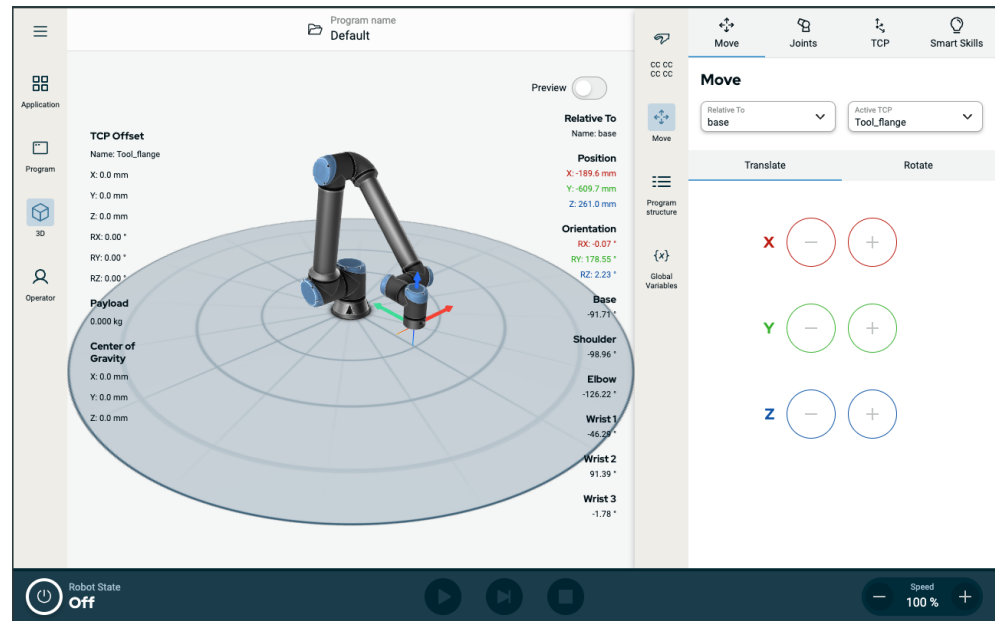 Program name
Default
Application
Program
3D
Operator
Preview
TCP Offset
Name: Tool_flange
X: 0.0 mm
Y: 0.0 mm
Z: 0.0 mm
RX: 0.00 °
RY: 0.00 °
RZ: 0.00 °
Payload
0.000 kg
Center of
Gravity
X: 0.0 mm
Y: 0.0 mm
Z: 0.0 mm
Relative To
Name: base
Position
X: -189.6 mm
Y: -609.7 mm
Z: 261.0 mm
Orientation
RX: -0.07 °
RY: 178.55 °
RZ: 2.23 °
Base
-91.71 °
Shoulder
-98.96 °
Elbow
-126.22 °
Wrist 1
-46.29 °
Wrist 2
91.39 °
Wrist 3
-1.78 °
CC CC
CC CC
Move
Program
structure
{x}
Global
Variables
Move
Joints
TCP
Smart Skills
Move
Relative To
base
Active TCP
Tool_flange
Translate
Rotate
X
Y
Z
Robot State
Off
Speed
100 %